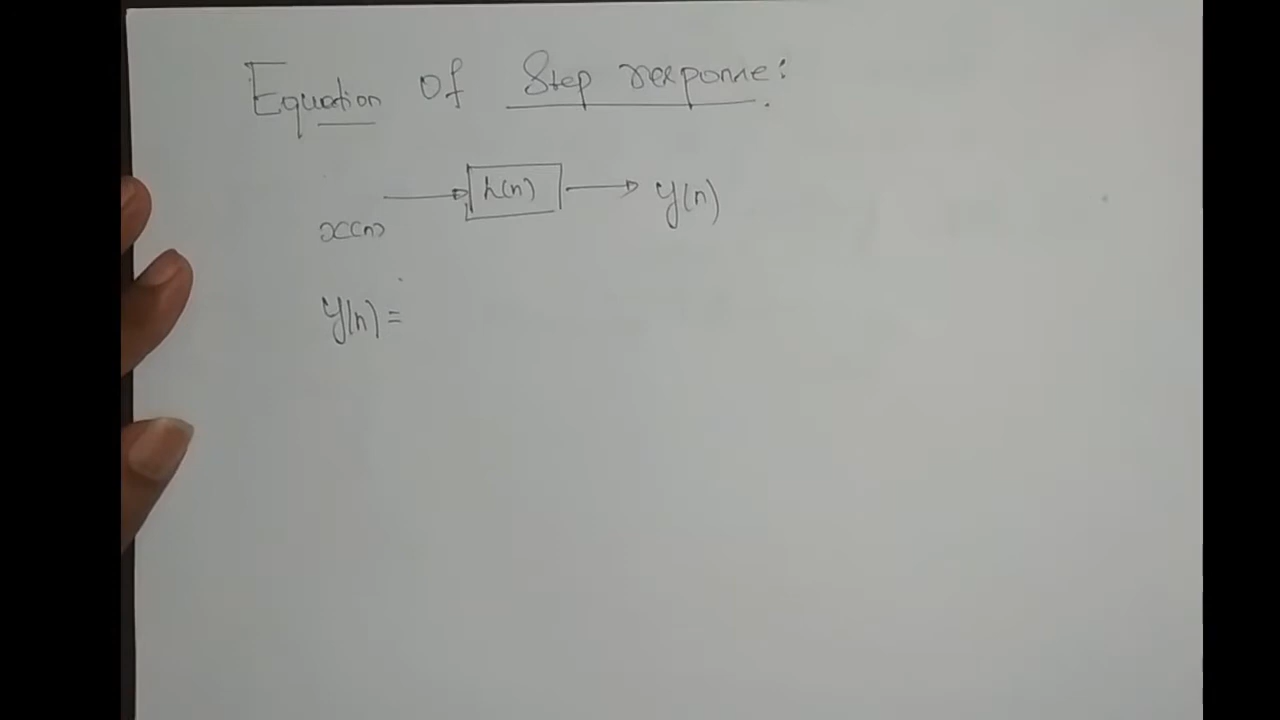 Equation of Step response:
h(n) y(n)
x(n)
y(n) =